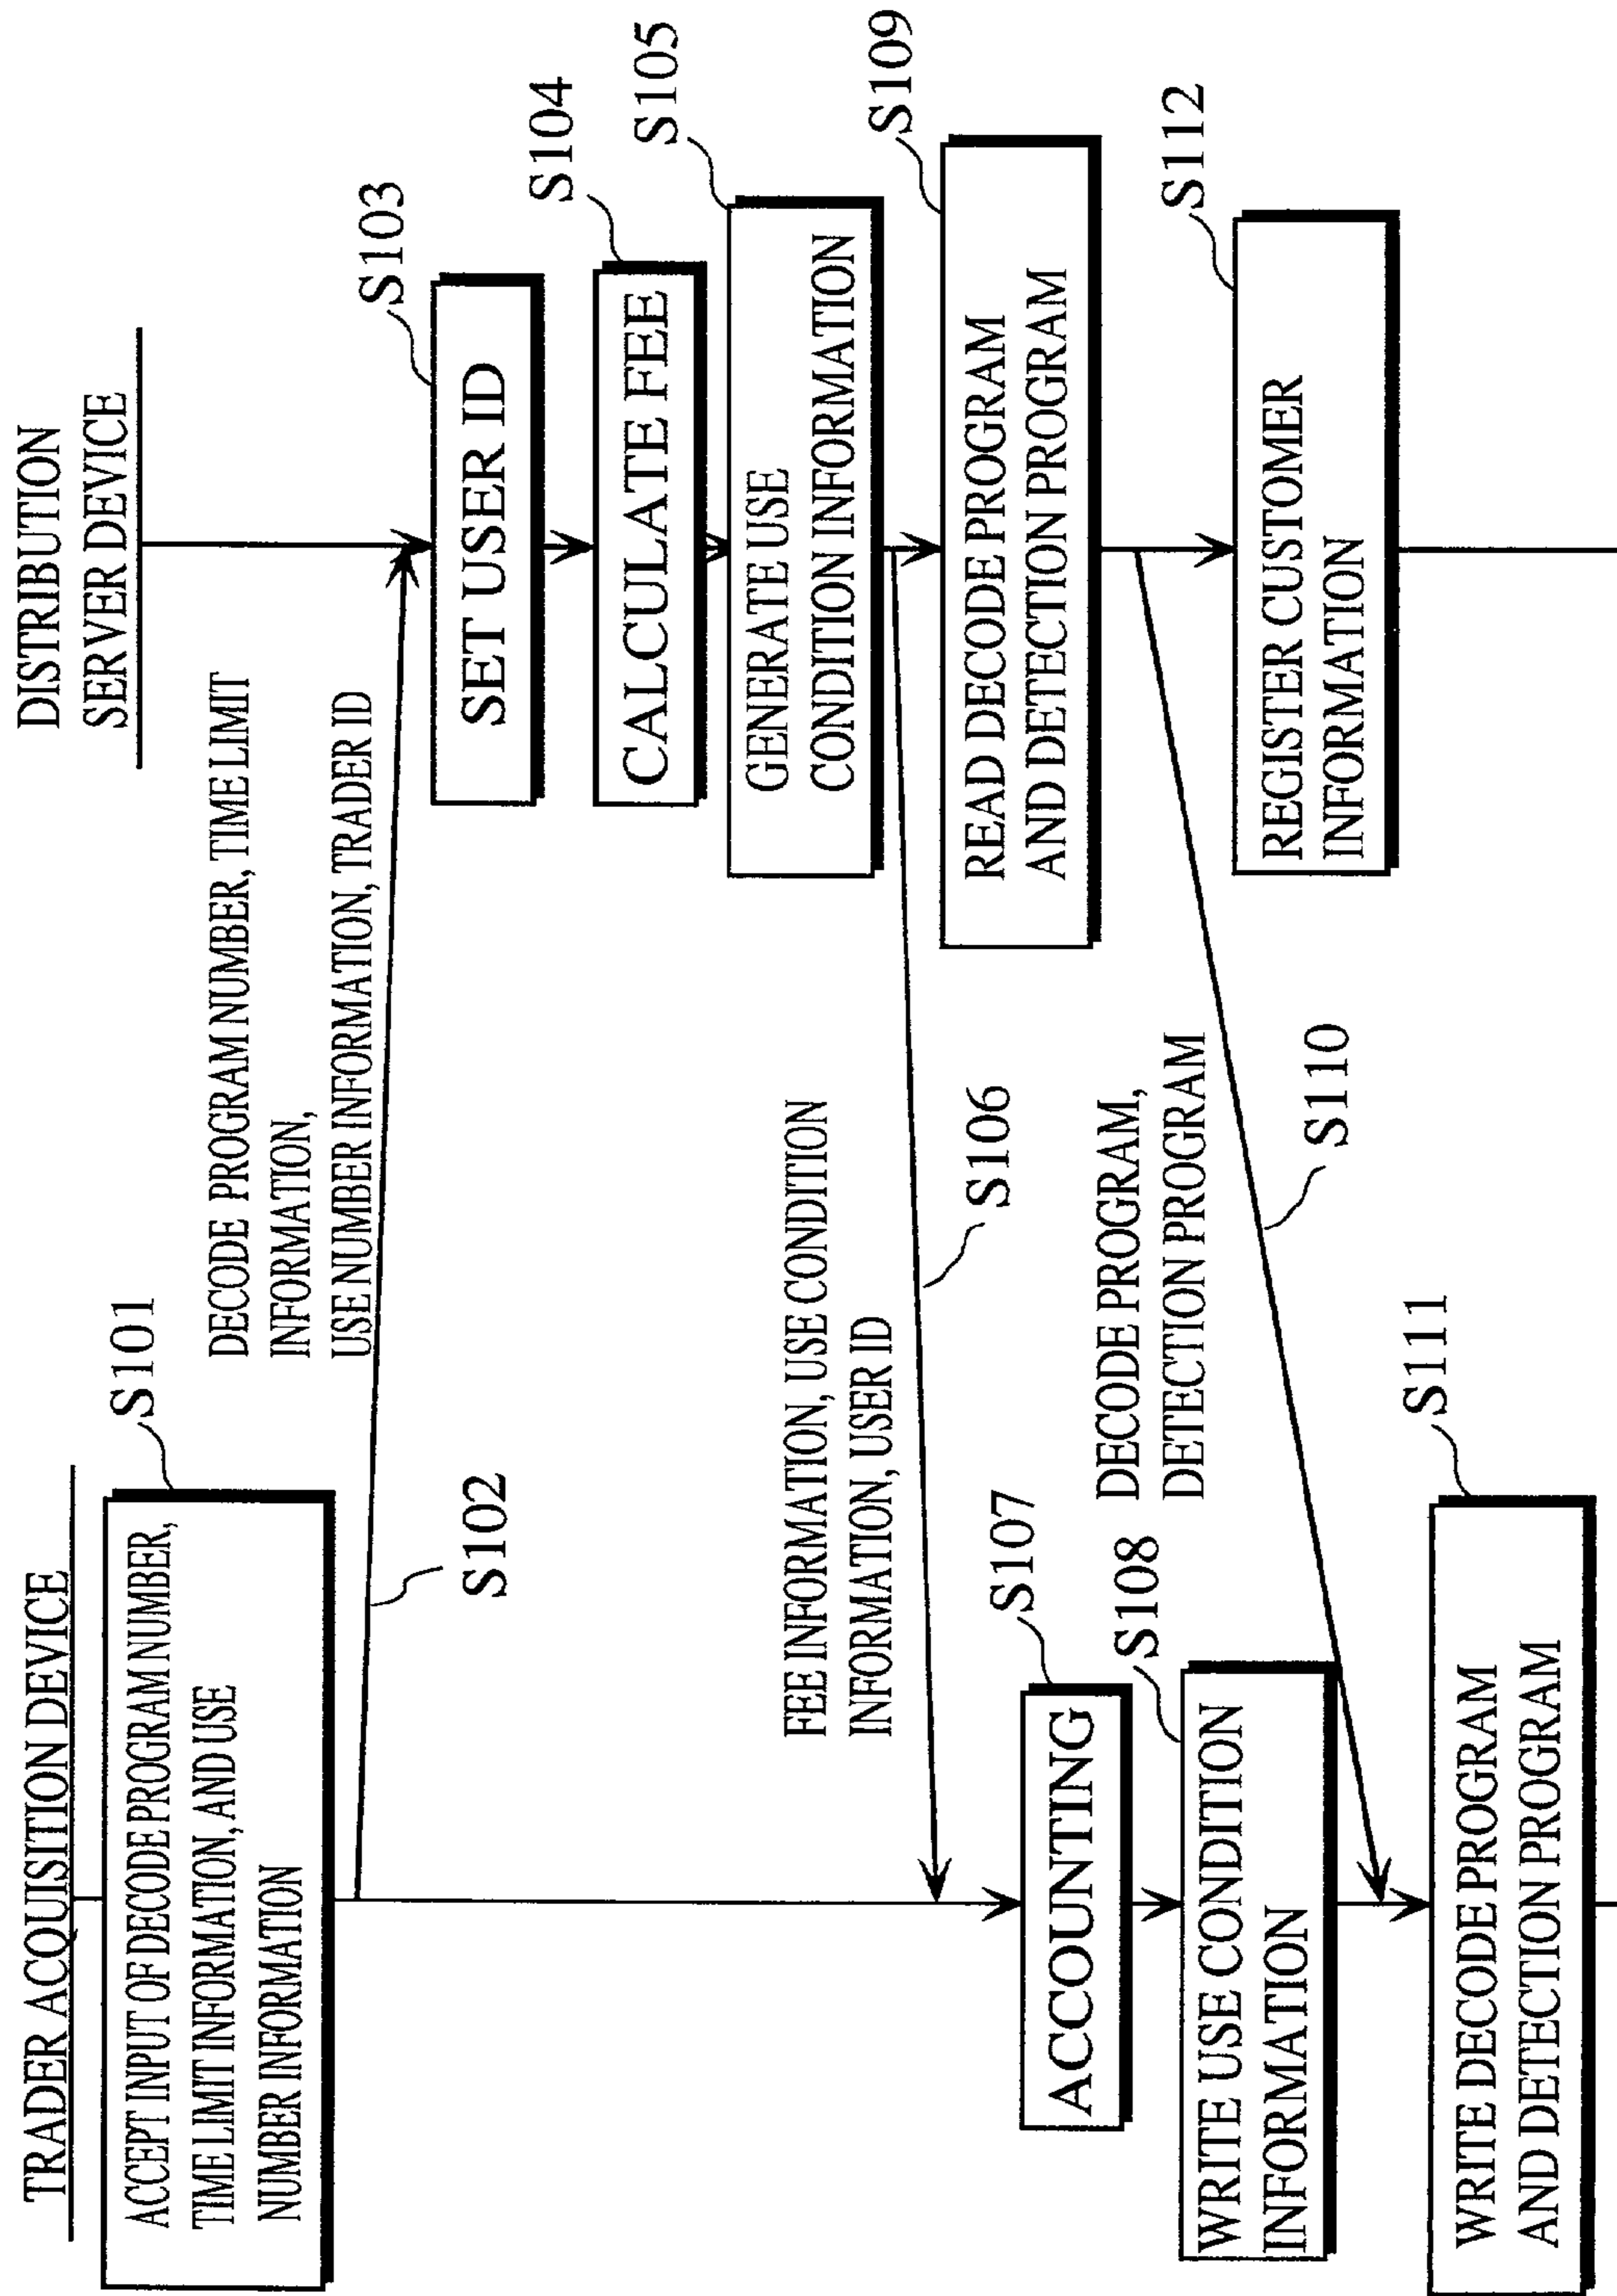 TRADER ACQUISITION DEVICE
DISTRIBUTION
SERVER DEVICE
S101
ACCEPT INPUT OF DECODE PROGRAM NUMBER,
TIME LIMIT INFORMATION, AND USE
NUMBER INFORMATION
DECODE PROGRAM NUMBER, TIME LIMIT
INFORMATION,
USE NUMBER INFORMATION, TRADER ID
S102
S103
SET USER ID
S104
CALCULATE FEE
S105
GENERATE USE
CONDITION INFORMATION
FEE INFORMATION, USE CONDITION
INFORMATION, USER ID
S106
S107
ACCOUNTING
S108
WRITE USE CONDITION
INFORMATION
S109
READ DECODE PROGRAM
AND DETECTION PROGRAM
DECODE PROGRAM,
DETECTION PROGRAM
S110
S111
WRITE DECODE PROGRAM
AND DETECTION PROGRAM
S112
REGISTER CUSTOMER
INFORMATION